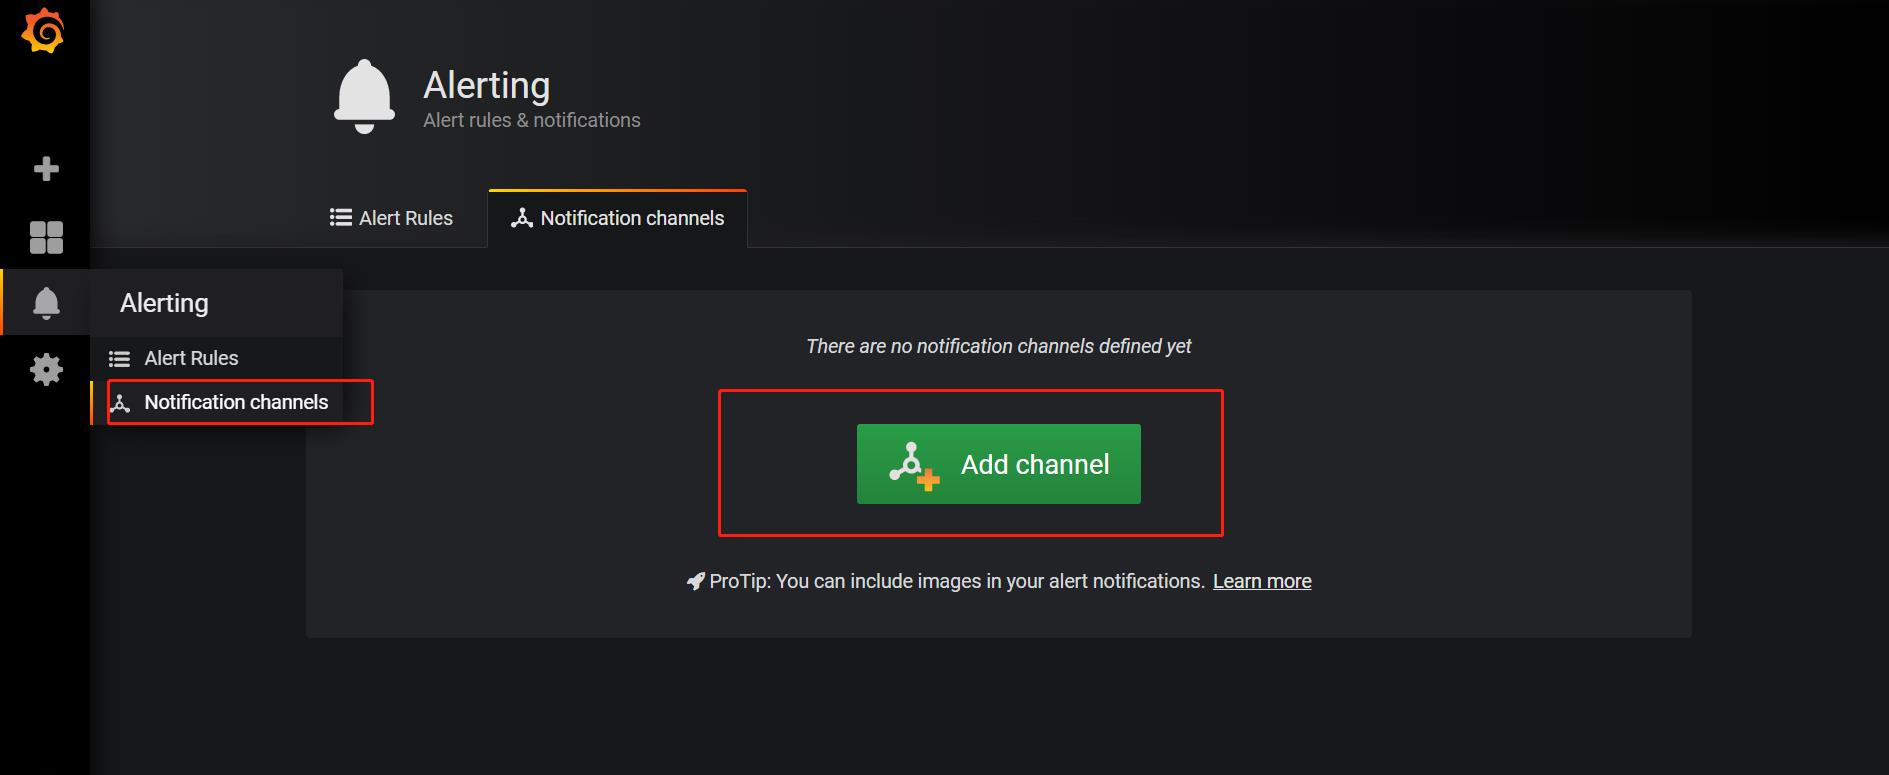 Alerting
Alert rules & notifications
Alert Rules
Notification channels
Alerting
Alert Rules
Notification channels
There are no notification channels defined yet
Add channel
ProTip: You can include images in your alert notifications. Learn more